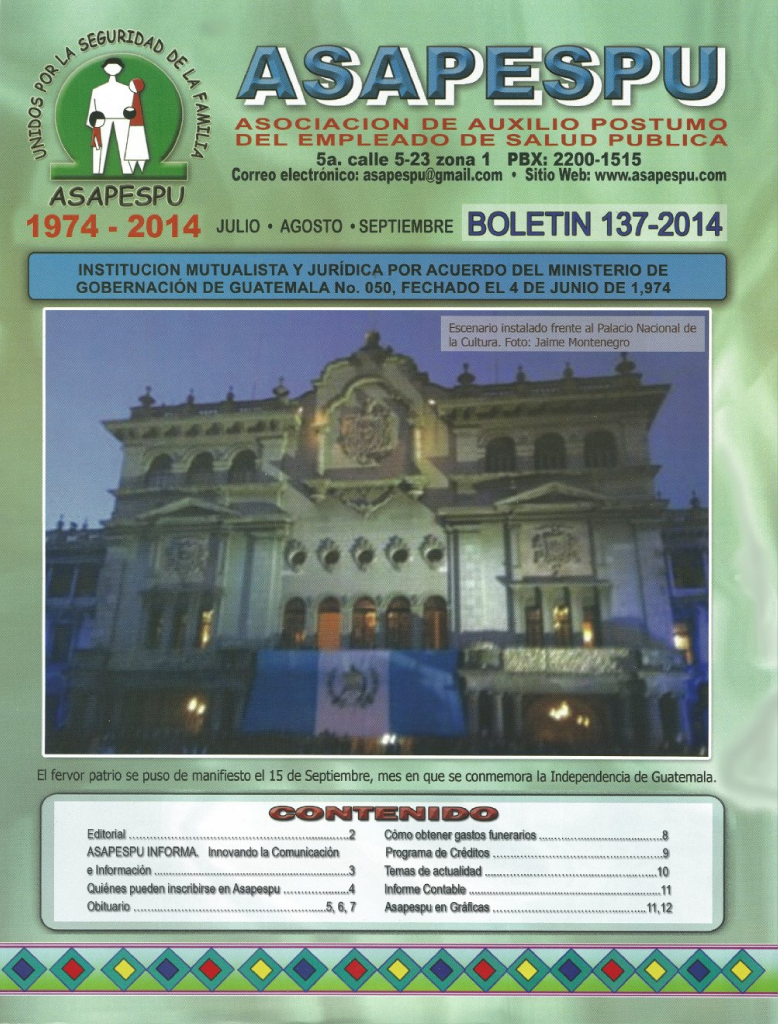 UNIDOS POR LA SEGURIDAD DE LA FAMILIA
ASAPESPU
1974 - 2014
ASAPESPU
ASOCIACION DE AUXILIO POSTUMO
DEL EMPLEADO DE SALUD PUBLICA
5a. calle 5-23 zona 1 PBX: 2200-1515
Correo electrónico: asapespu@gmail.com • Sitio Web: www.asapespu.com
JULIO • AGOSTO • SEPTIEMBRE BOLETIN 137-2014
INSTITUCION MUTUALISTA Y JURÍDICA POR ACUERDO DEL MINISTERIO DE
GOBERNACIÓN DE GUATEMALA No. 050, FECHADO EL 4 DE JUNIO DE 1,974
Escenario instalado frente al Palacio Nacional de
la Cultura. Foto: Jaime Montenegro
El fervor patrio se puso de manifiesto el 15 de Septiembre, mes en que se conmemora la Independencia de Guatemala.
CONTENIDO
Editorial ........................................................2
ASAPESPU INFORMA. Innovando la Comunicación
e Información ........................................................3
Quiénes pueden inscribirse en Asapespu .................4
Obituario .................................................5, 6, 7
Cómo obtener gastos funerarios ................................8
Programa de Créditos ...........................................9
Temas de actualidad ...........................................10
Informe Contable ................................................11
Asapespu en Gráficas ......................................11,12